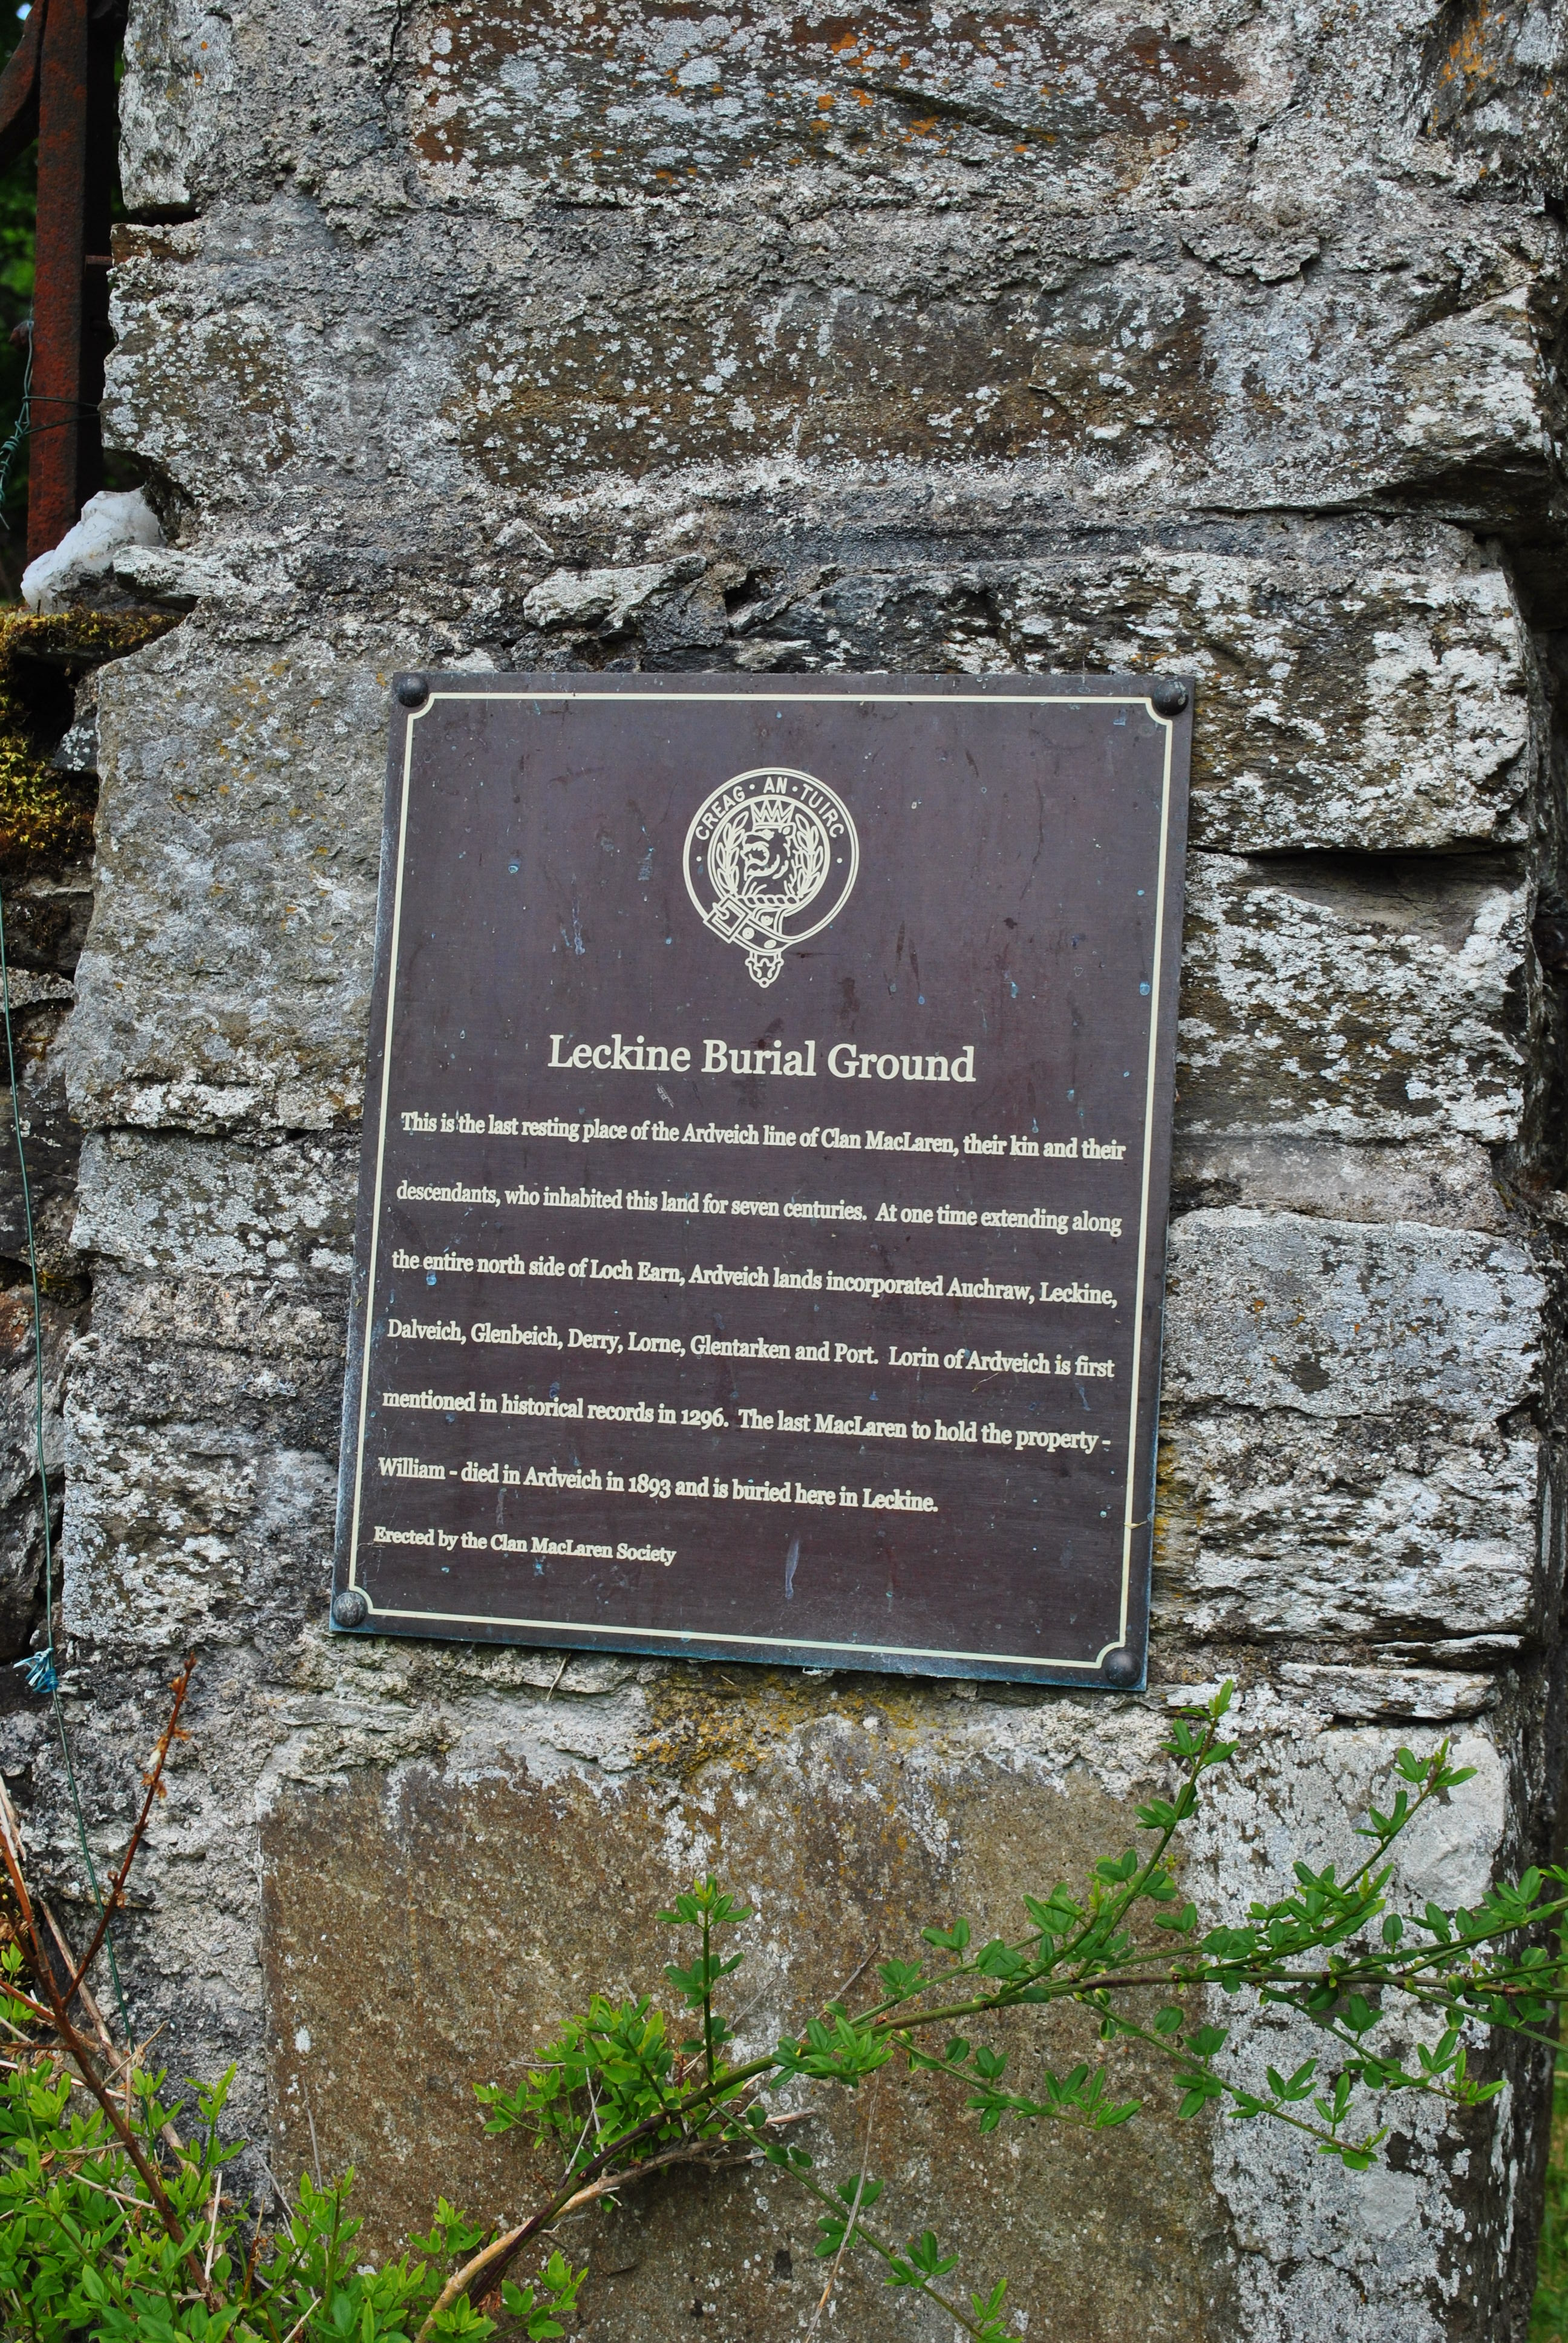 CREAG · AN · TUIRC
Leckine Burial Ground
This is the last resting place of the Ardveich line of Clan MacLaren, their kin and their
descendants, who inhabited this land for seven centuries.  At one time extending along
the entire north side of Loch Earn, Ardveich lands incorporated Auchraw, Leckine,
Dalveich, Glenbeich, Derry, Lorne, Glentarken and Port.  Lorin of Ardveich is first
mentioned in historical records in 1296.  The last MacLaren to hold the property -
William - died in Ardveich in 1893 and is buried here in Leckine.
Erected by the Clan MacLaren Society